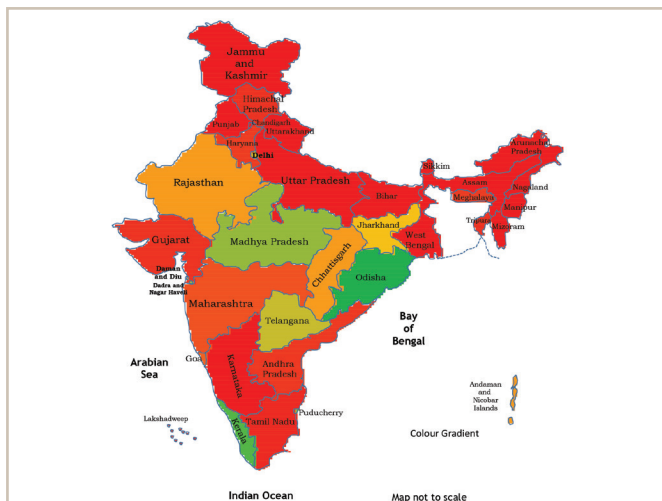 Jammu
and
Kashmir
Himachal
Pradesh
Punjab
Chandigarh
Uttarakhand
Haryana
Delhi
Arunachal
Pradesh
Sikkim
Rajasthan
Uttar Pradesh
Assam
Nagaland
Bihar
Meghalaya
Manipur
Tripura
Mizoram
Jharkhand
West
Bengal
Gujarat
Madhya Pradesh
Chhattisgarh
Daman
and Diu
Dadra and
Nagar Haveli
Odisha
Maharashtra
Telangana
Bay
of
Bengal
Arabian
Sea
Goa
Karnataka
Andhra
Pradesh
Andaman
and
Nicobar
Islands
Lakshadweep
Kerala
Tamil Nadu
Puducherry
Colour Gradient
Indian Ocean
Map not to scale